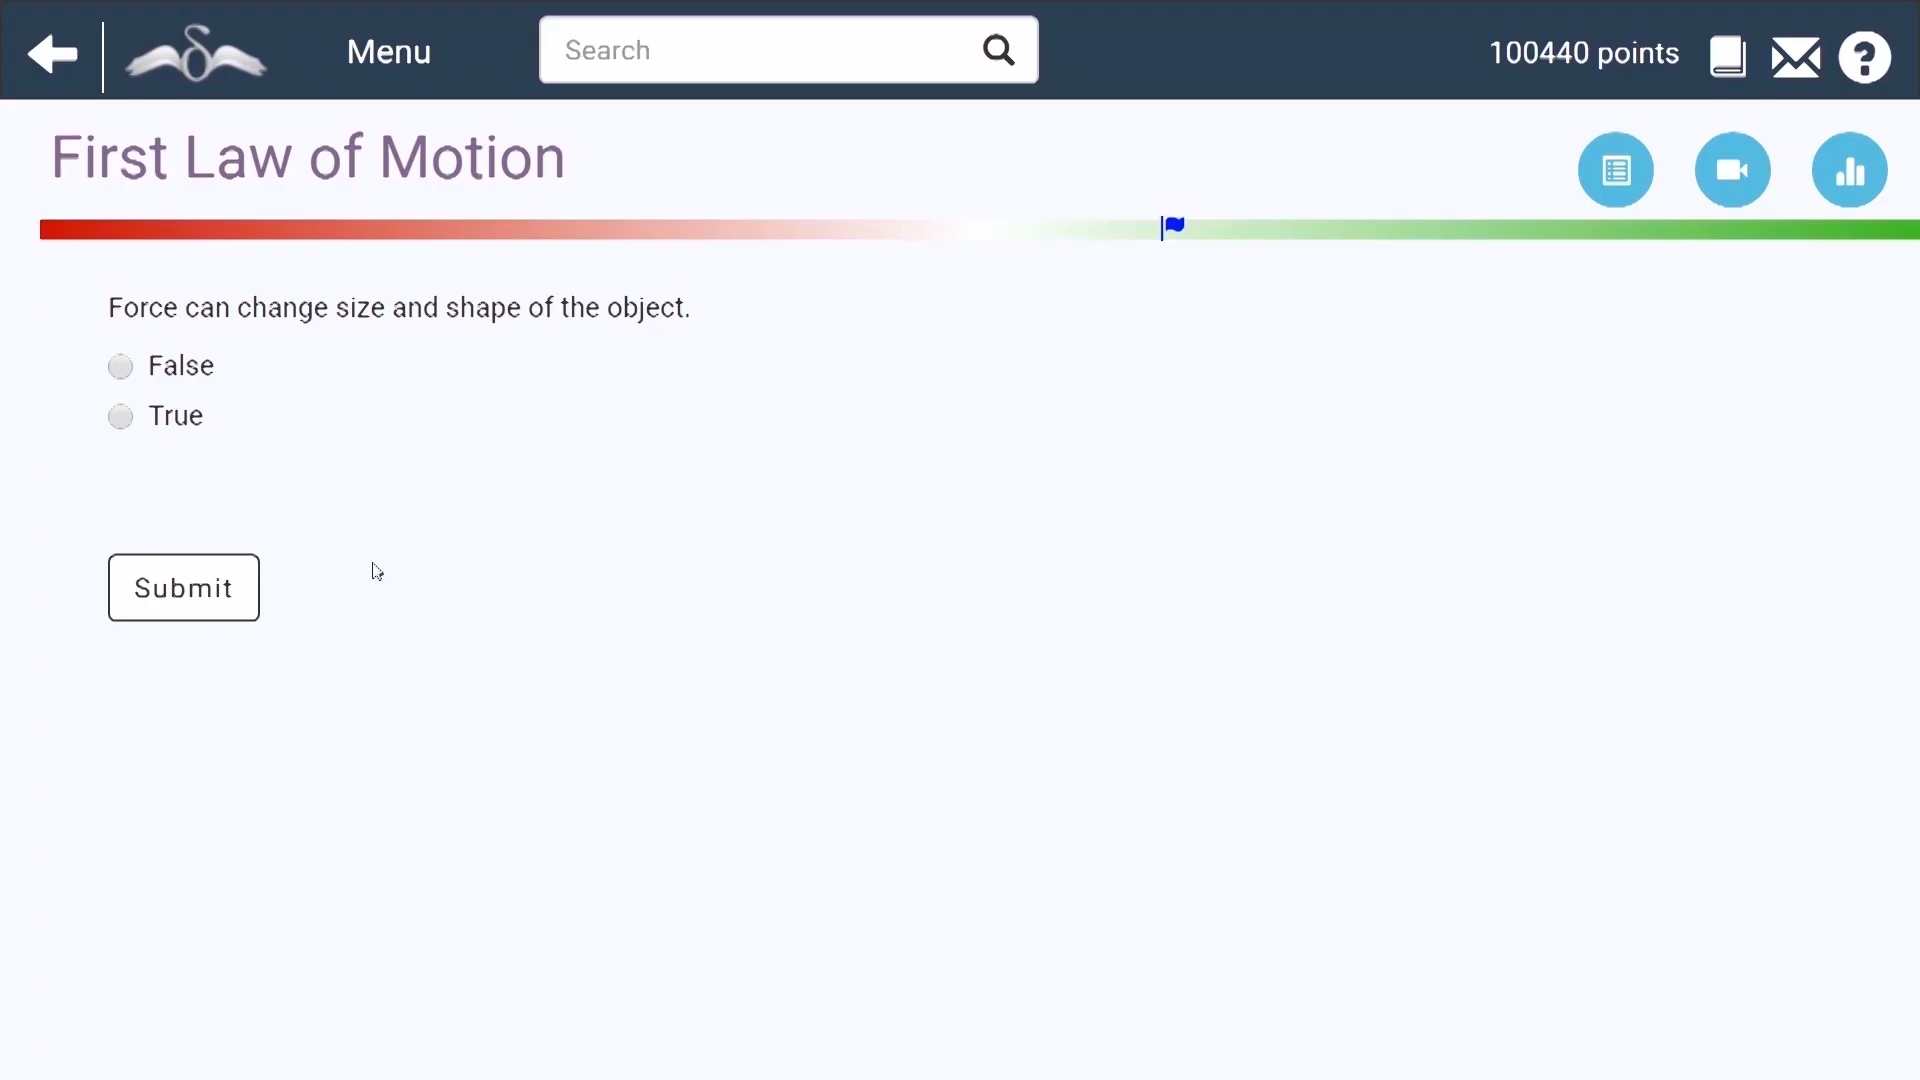 Menu
Search
100440 points
First Law of Motion
Force can change size and shape of the object.
False
True
Submit